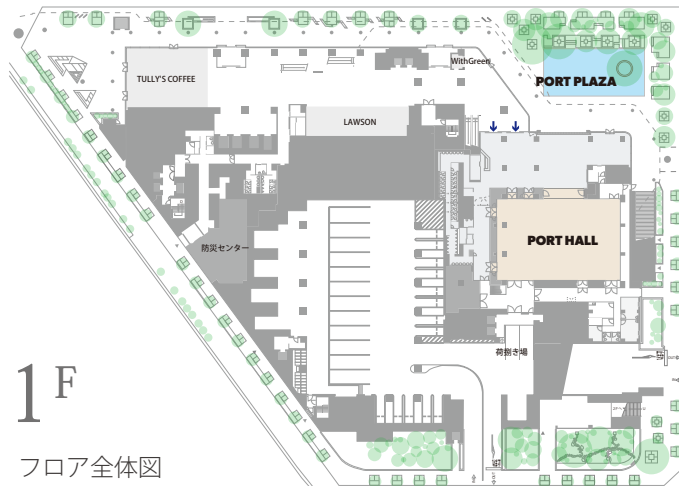 WithGreen
TULLY'S COFFEE
PORT PLAZA
LAWSON
PORT HALL
防災センター
荷捌き場
1F
フロア全体図